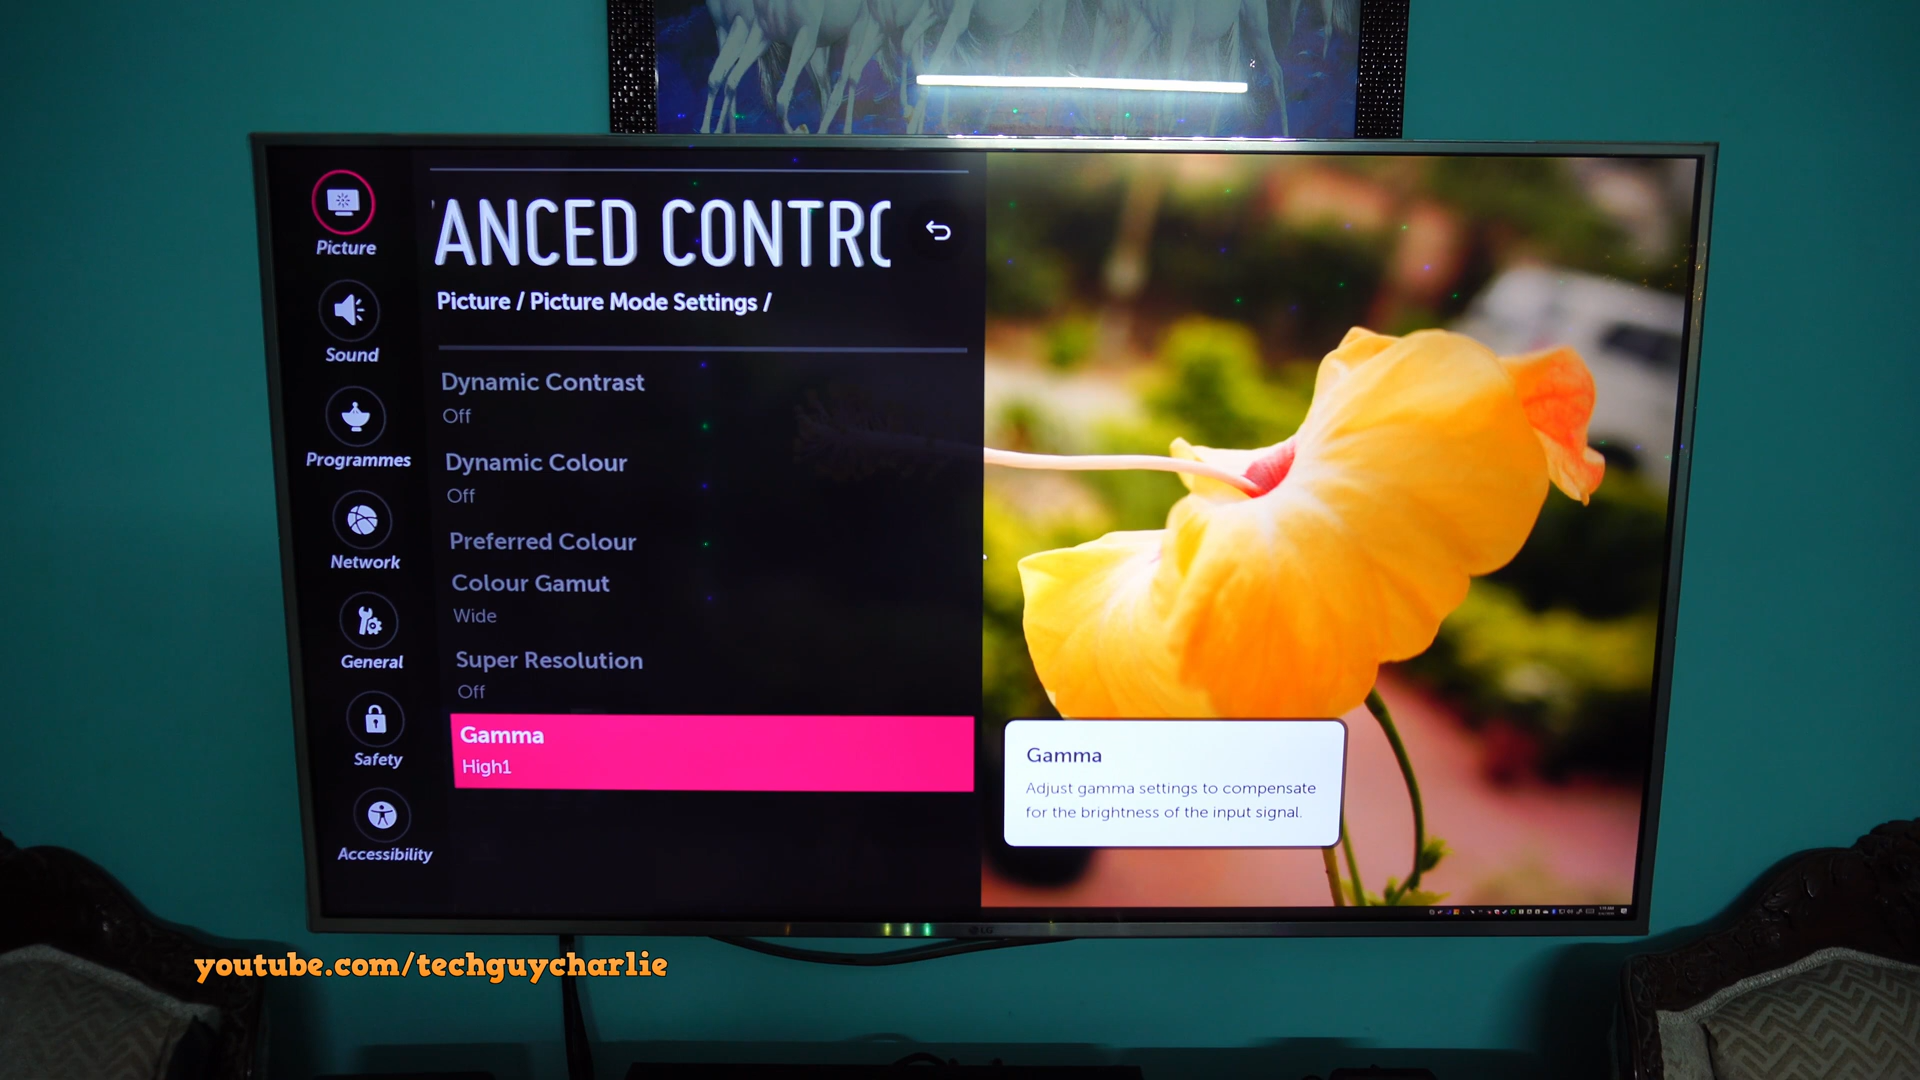 ANCED CONTRO
Picture / Picture Mode Settings /
Picture
Sound
Programmes
Network
General
Safety
Accessibility
Dynamic Contrast
Off
Dynamic Colour
Off
Preferred Colour
Colour Gamut
Wide
Super Resolution
Off
Gamma
High1
Gamma
Adjust gamma settings to compensate
for the brightness of the input signal.
LG
youtube.com/techguycharlie